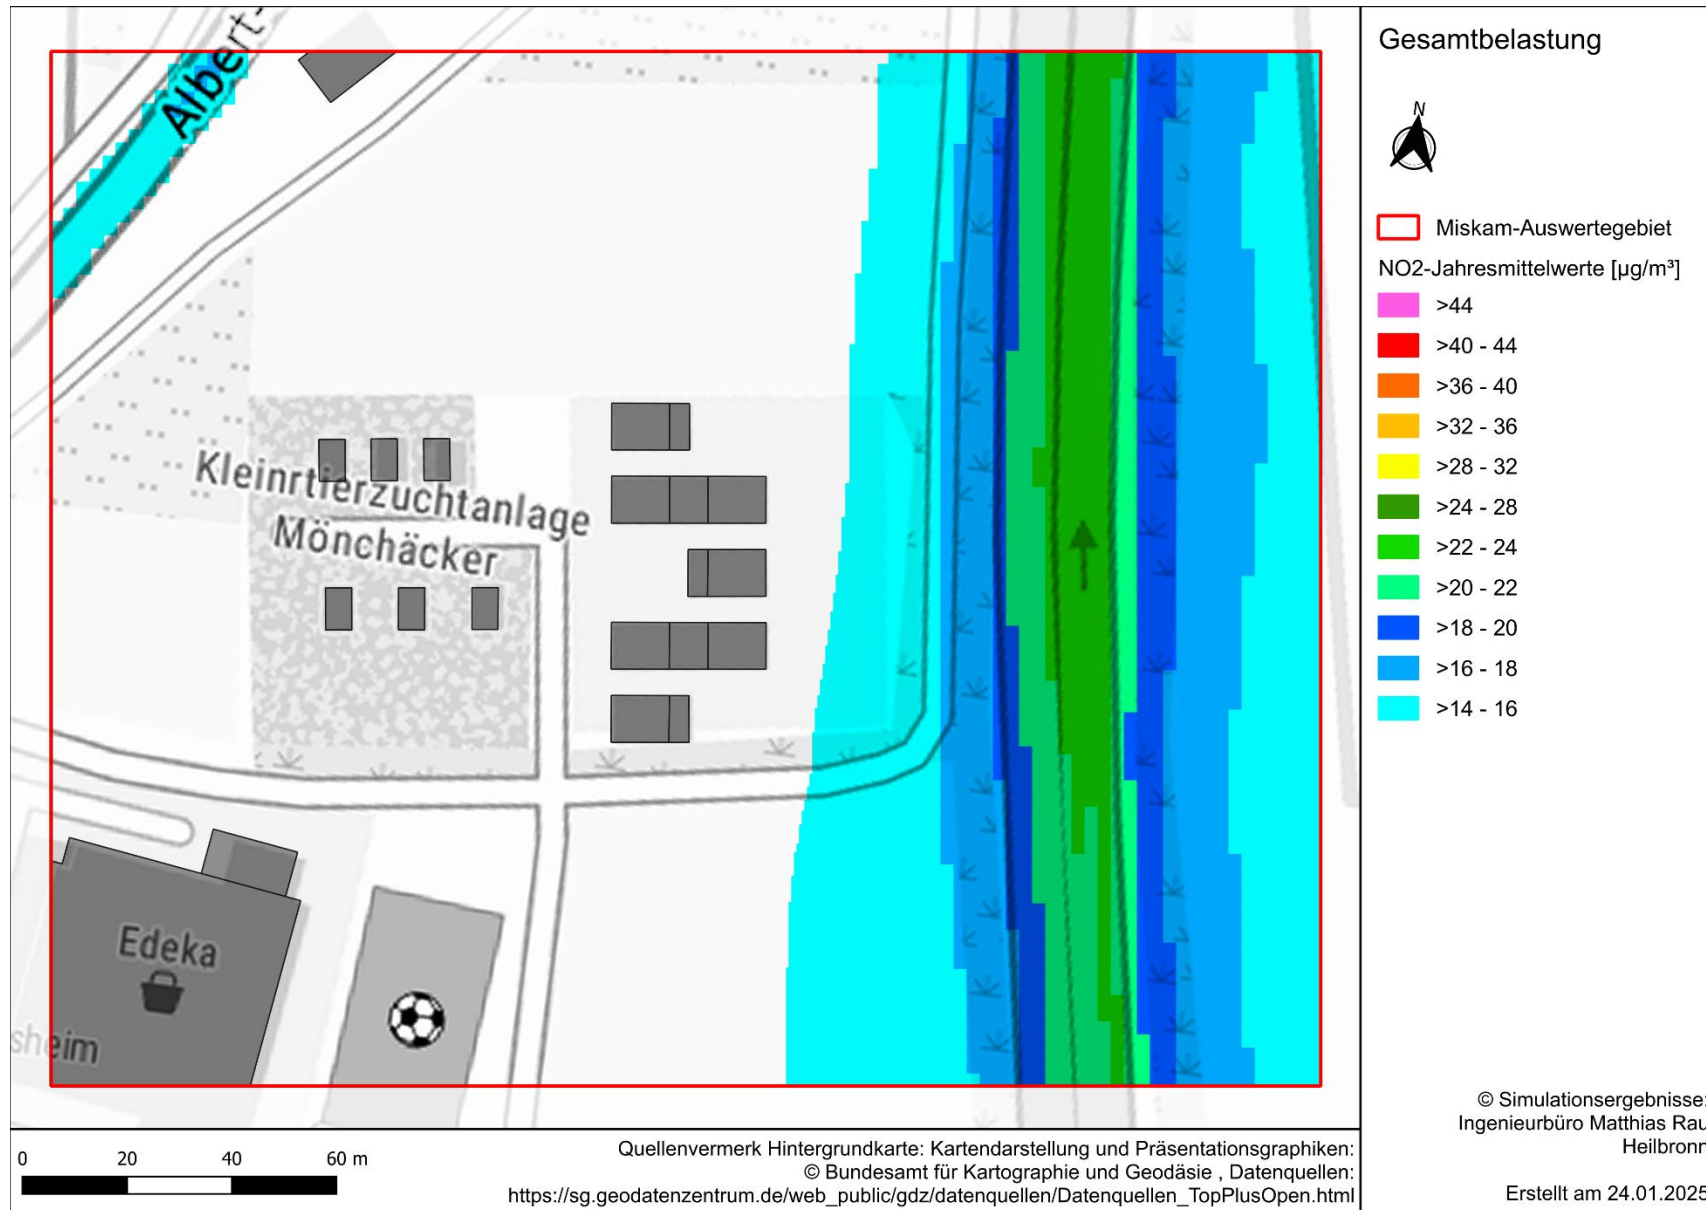 Albert-
Kleinrtierzuchtanlage
Mönchäcker
Edeka
sheim
Gesamtbelastung
N
Miskam-Auswertegebiet
NO2-Jahresmittelwerte [µg/m³]
>44
>40 - 44
>36 - 40
>32 - 36
>28 - 32
>24 - 28
>22 - 24
>20 - 22
>18 - 20
>16 - 18
>14 - 16
© Simulationsergebnisse:
Ingenieurbüro Matthias Rau
Heilbronn
Erstellt am 24.01.2025
0 20 40 60 m
Quellenvermerk Hintergrundkarte: Kartendarstellung und Präsentationsgraphiken:
© Bundesamt für Kartographie und Geodäsie , Datenquellen:
https://sg.geodatenzentrum.de/web_public/gdz/datenquellen/Datenquellen_TopPlusOpen.html